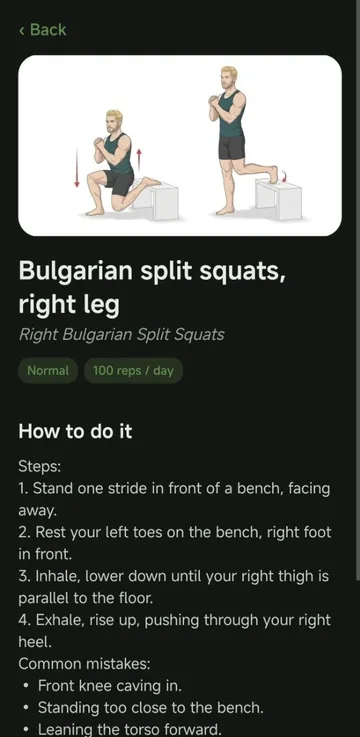 ‹ Back
Bulgarian split squats,
right leg
Right Bulgarian Split Squats
Normal
100 reps / day
How to do it
Steps:
1. Stand one stride in front of a bench, facing
away.
2. Rest your left toes on the bench, right foot
in front.
3. Inhale, lower down until your right thigh is
parallel to the floor.
4. Exhale, rise up, pushing through your right
heel.
Common mistakes:
• Front knee caving in.
• Standing too close to the bench.
• Leaning the torso forward.